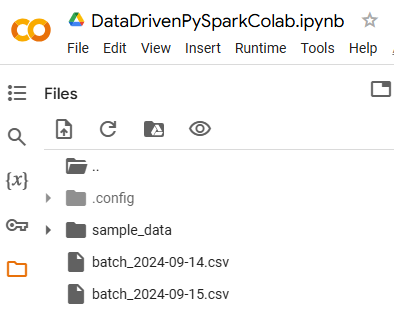 DataDrivenPySparkColab.ipynb
File Edit View Insert Runtime Tools Help
Files
..
{x}
.config
sample_data
batch_2024-09-14.csv
batch_2024-09-15.csv